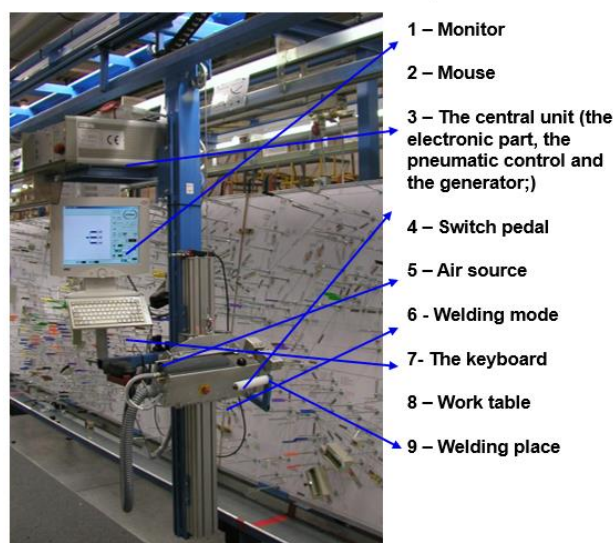 1 – Monitor
2 – Mouse
3 – The central unit (the
electronic part, the
pneumatic control and
the generator;)
4 – Switch pedal
5 – Air source
6 - Welding mode
7- The keyboard
8 – Work table
9 – Welding place
CE